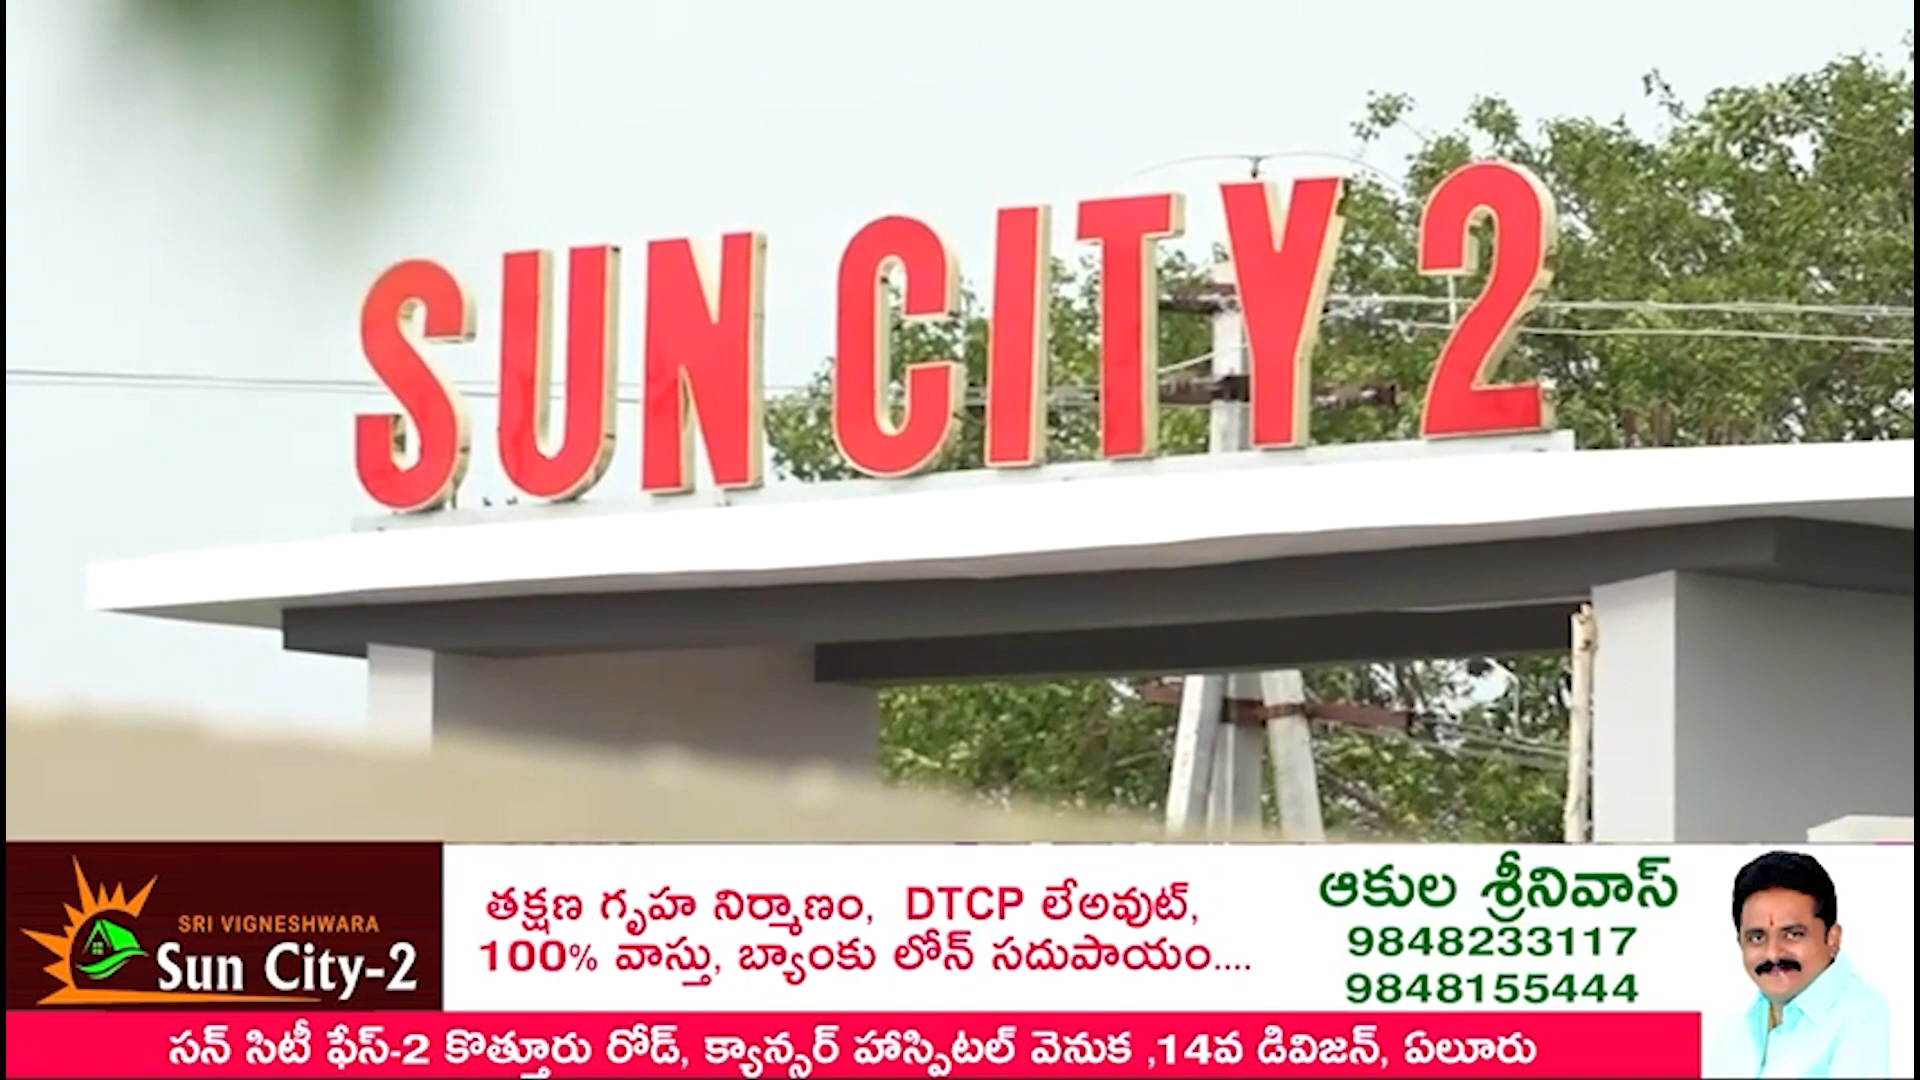 SUN CITY 2
SRI VIGNESHWARA
Sun City-2
తక్షణ గృహ నిర్మాణం, DTCP లేఅవుట్,
100% వాస్తు, బ్యాంకు లోన్ సదుపాయం....
ఆకుల శ్రీనివాస్
9848233117
9848155444
సన్ సిటీ ఫేస్-2 కొత్తూరు రోడ్, క్యాన్సర్ హాస్పిటల్ వెనుక ,14వ డివిజన్, ఏలూరు